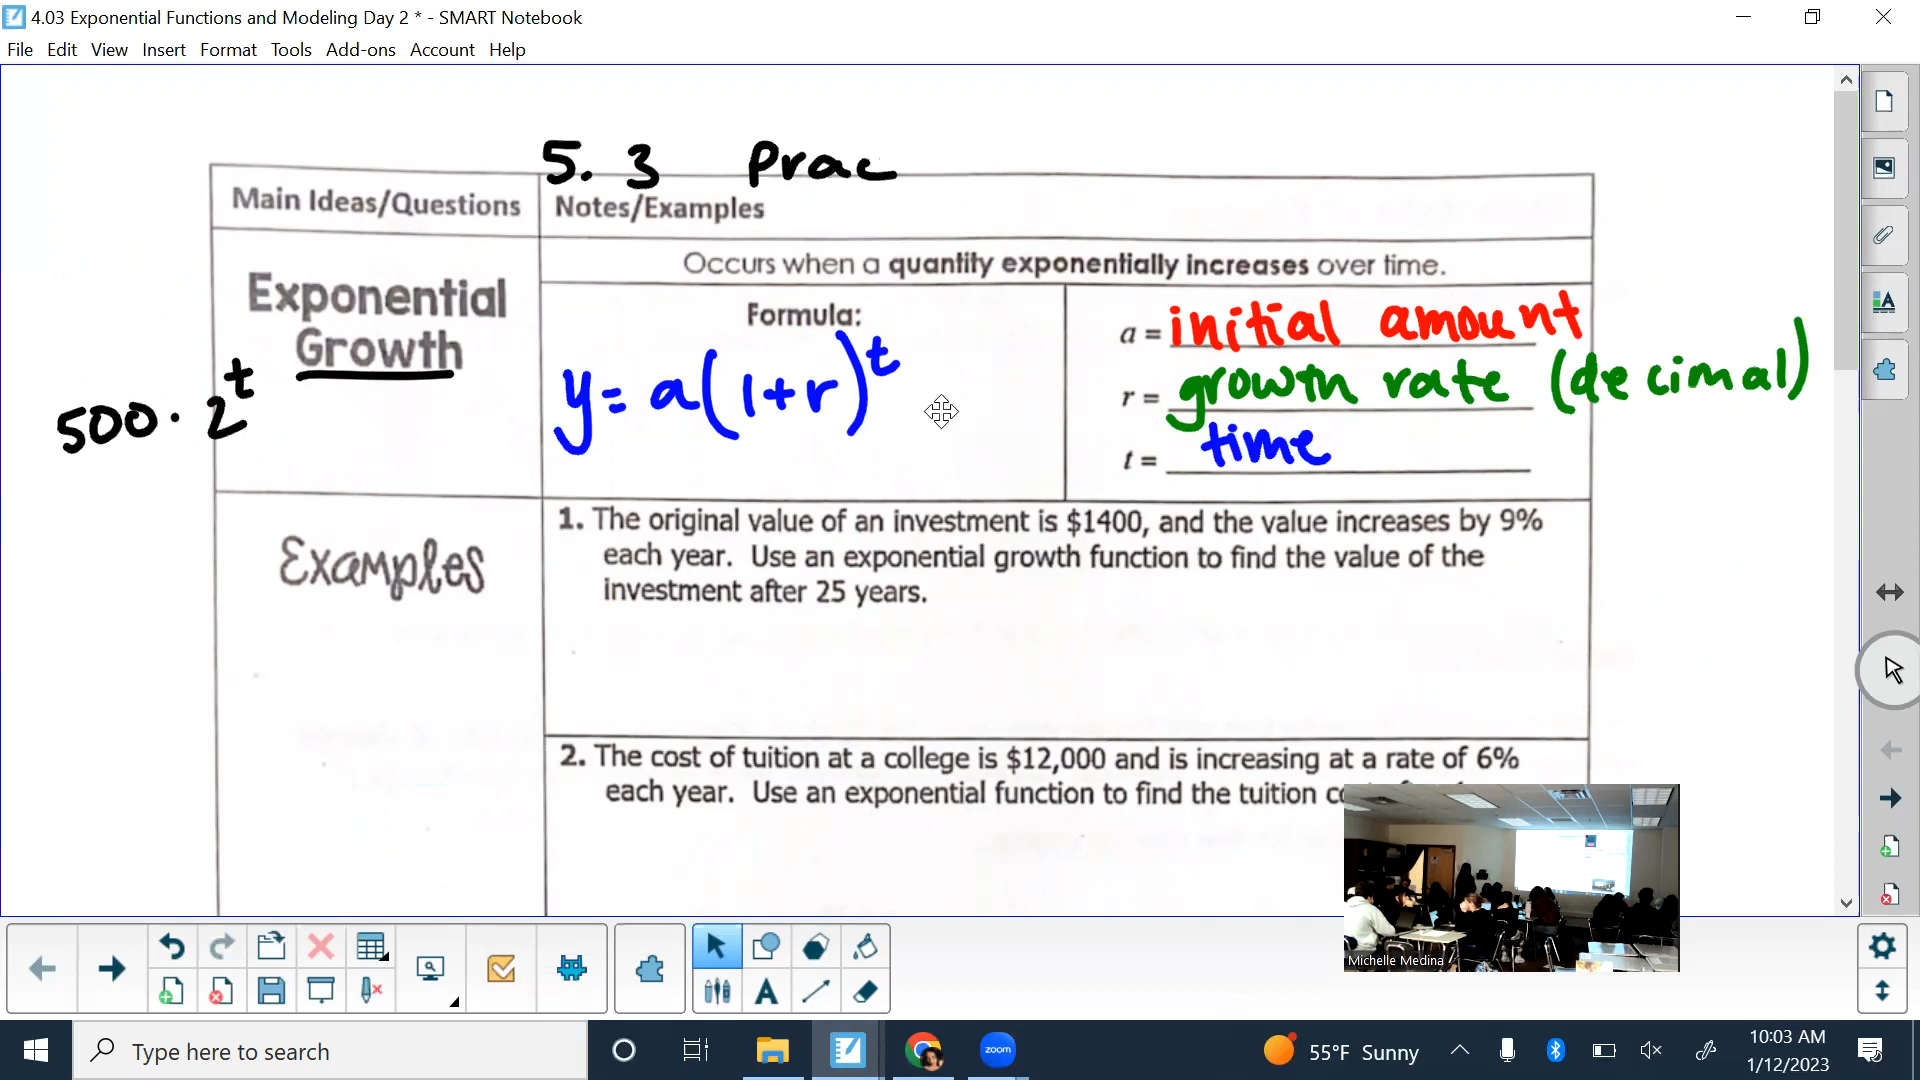 4.03 Exponential Functions and Modeling Day 2 * - SMART Notebook
File Edit View Insert Format Tools Add-ons Account Help
5.3 Prac
Main Ideas/Questions
Notes/Examples
Exponential
Growth
500 · 2^t
Occurs when a quantity exponentially increases over time.
Formula:
y = a(1+r)^t
a = initial amount
r = growth rate (decimal)
t = time
Examples
1. The original value of an investment is $1400, and the value increases by 9%
each year. Use an exponential growth function to find the value of the
investment after 25 years.
2. The cost of tuition at a college is $12,000 and is increasing at a rate of 6%
each year. Use an exponential function to find the tuition
Michelle Medina
Type here to search
zoom
55°F Sunny
10:03 AM
1/12/2023